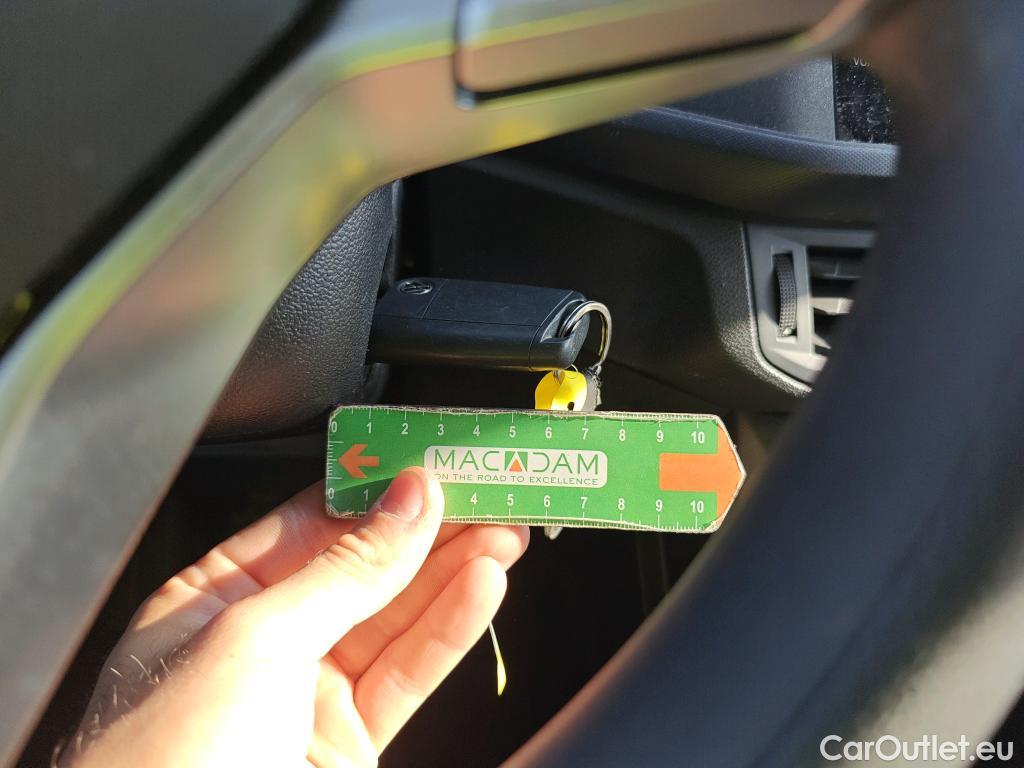 0 1 2 3 4 5 6 7 8 9 10
MACADAM
ON THE ROAD TO EXCELLENCE
0 1 4 5 6 7 8 9 10
CarOutlet.eu